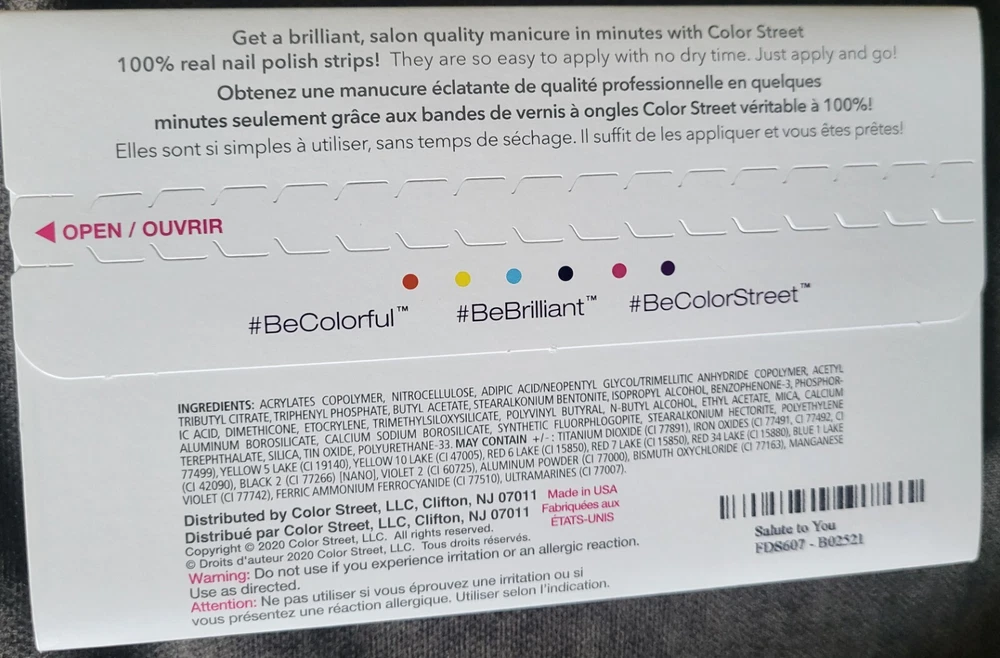 Get a brilliant, salon quality manicure in minutes with Color Street
100% real nail polish strips! They are so easy to apply with no dry time. Just apply and go!
Obtenez une manucure éclatante de qualité professionnelle en quelques
minutes seulement grâce aux bandes de vernis à ongles Color Street véritable à 100%!
Elles sont si simples à utiliser, sans temps de séchage. Il suffit de les appliquer et vous êtes prêtes!
OPEN / OUVRIR
#BeColorful™ #BeBrilliant™ #BeColorStreet™
INGREDIENTS: ACRYLATES COPOLYMER, NITROCELLULOSE, ADIPIC ACID/NEOPENTYL GLYCOL/TRIMELLITIC ANHYDRIDE COPOLYMER, ACETYL
TRIBUTYL CITRATE, TRIPHENYL PHOSPHATE, BUTYL ACETATE, STEARALKONIUM BENTONITE, ISOPROPYL ALCOHOL, BENZOPHENONE-3, PHOSPHOR-
IC ACID, DIMETHICONE, ETOCRYLENE, TRIMETHYLSILOXYSILICATE, POLYVINYL BUTYRAL, N-BUTYL ALCOHOL, ETHYL ACETATE, MICA, CALCIUM
ALUMINUM BOROSILICATE, CALCIUM SODIUM BOROSILICATE, SYNTHETIC FLUORPHLOGOPITE, STEARALKONIUM HECTORITE, POLYETHYLENE
TEREPHTHALATE, SILICA, TIN OXIDE, POLYURETHANE-33. MAY CONTAIN +/- : TITANIUM DIOXIDE (CI 77891), IRON OXIDES (CI 77491, CI 77492, CI
77499), YELLOW 5 LAKE (CI 19140), YELLOW 10 LAKE (CI 47005), RED 6 LAKE (CI 15850), RED 7 LAKE (CI 15850), RED 34 LAKE (CI 15880), BLUE 1 LAKE
(CI 42090), BLACK 2 (CI 77266) [NANO], VIOLET 2 (CI 60725), ALUMINUM POWDER (CI 77000), BISMUTH OXYCHLORIDE (CI 77163), MANGANESE
VIOLET (CI 77742), FERRIC AMMONIUM FERROCYANIDE (CI 77510), ULTRAMARINES (CI 77007).
Distributed by Color Street, LLC, Clifton, NJ 07011
Distribué par Color Street, LLC, Clifton, NJ 07011
Made in USA
Fabriquées aux
ÉTATS-UNIS
Copyright © 2020 Color Street, LLC. All rights reserved.
© Droits d'auteur 2020 Color Street, LLC. Tous droits réservés.
Warning: Do not use if you experience irritation or an allergic reaction.
Use as directed.
Attention: Ne pas utiliser si vous éprouvez une irritation ou si
vous présentez une réaction allergique. Utiliser selon l'indication.
Salute to You
FDS607 - B02521